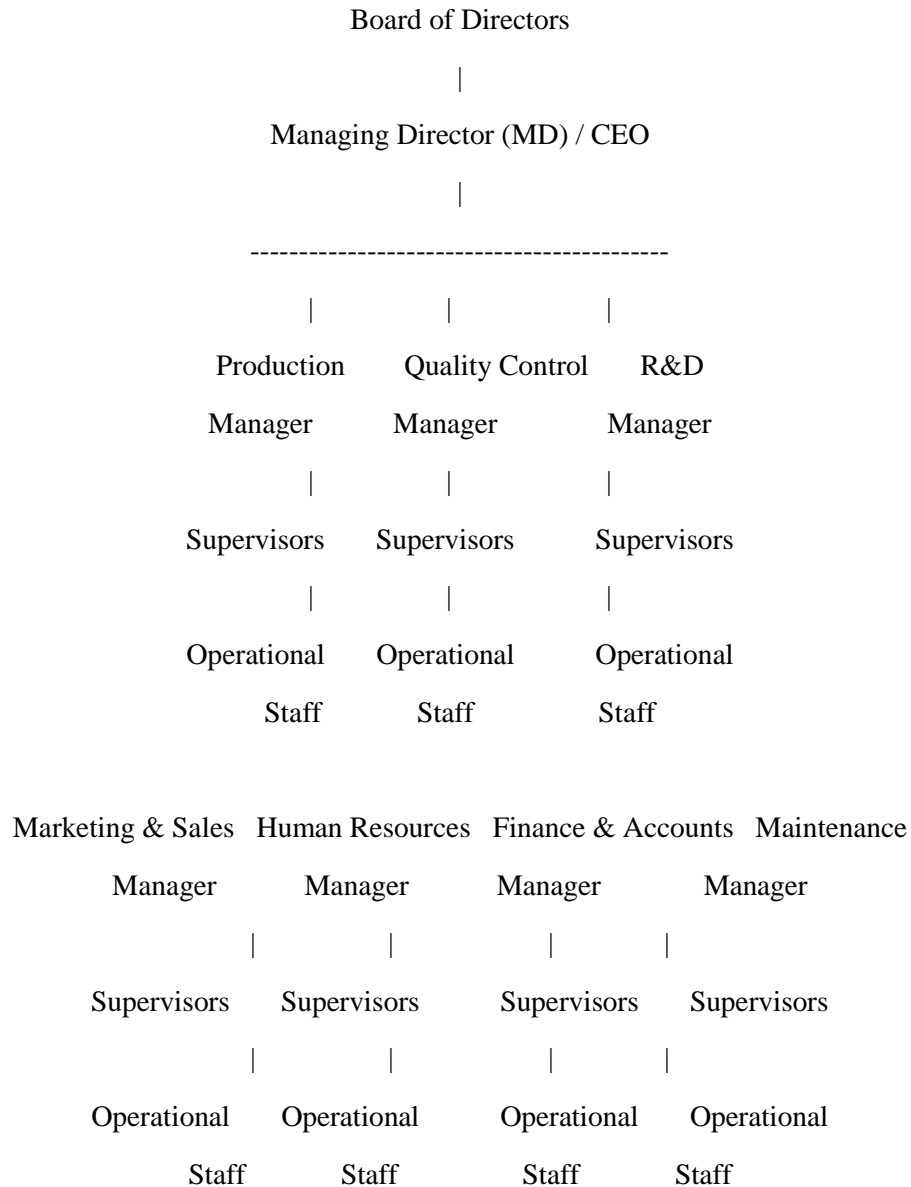 Board of Directors
|
Managing Director (MD) / CEO
|
-------------------------------------------
| | |
Production Quality Control R&D
Manager Manager Manager
| | |
Supervisors Supervisors Supervisors
| | |
Operational Operational Operational
Staff Staff Staff
Marketing & Sales Human Resources Finance & Accounts Maintenance
Manager Manager Manager Manager
| | | |
Supervisors Supervisors Supervisors Supervisors
| | | |
Operational Operational Operational Operational
Staff Staff Staff Staff